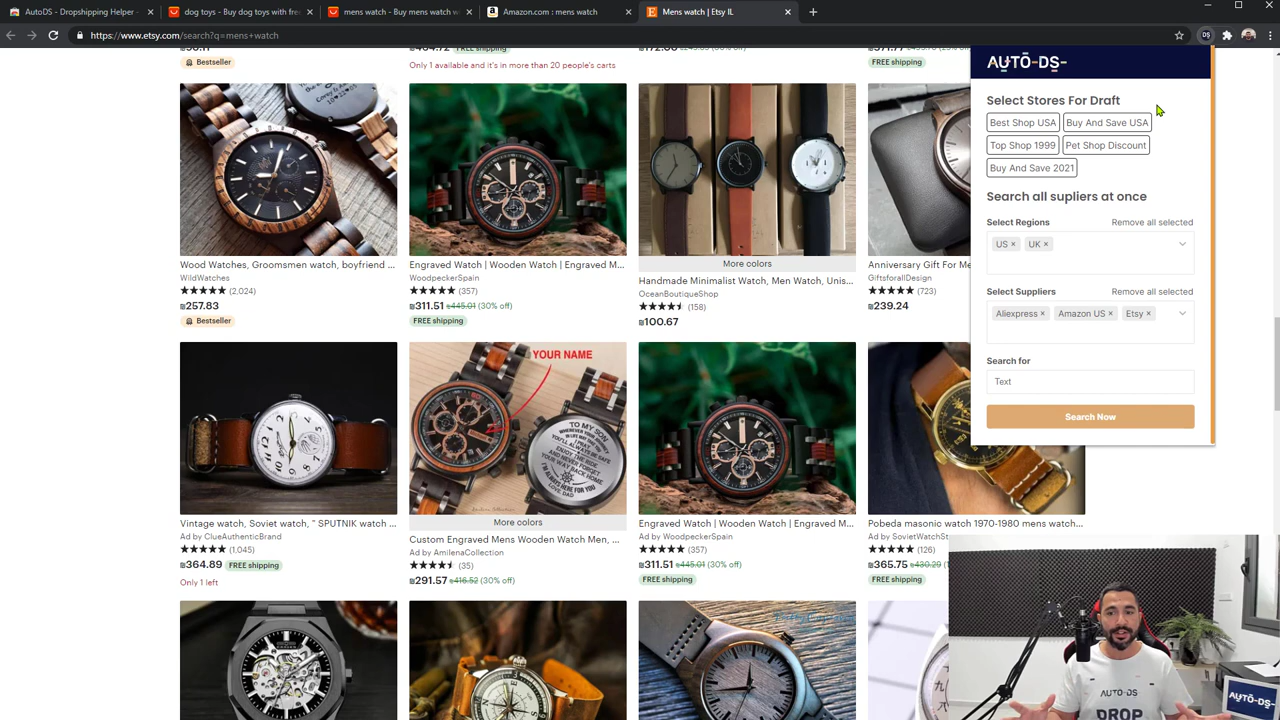 AutoDS - Dropshipping Helper -
dog toys - Buy dog toys with free
mens watch - Buy mens watch w
Amazon.com : mens watch
Mens watch | Etsy IL
https://www.etsy.com/search?q=mens+watch
Bestseller
FREE shipping
Only 1 available and it's in more than 20 people's carts
FREE shipping
Wood Watches, Groomsmen watch, boyfriend ...
WildWatches
(2,024)
₪257.83
Bestseller
Engraved Watch | Wooden Watch | Engraved M...
WoodpeckerSpain
(357)
₪311.51 ₪445.01 (30% off)
FREE shipping
More colors
Handmade Minimalist Watch, Men Watch, Unis...
OceanBoutiqueShop
(158)
₪100.67
Anniversary Gift For Me
GiftsforallDesign
(723)
₪239.24
AUTO-DS-
Select Stores For Draft
Best Shop USA
Buy And Save USA
Top Shop 1999
Pet Shop Discount
Buy And Save 2021
Search all supliers at once
Select Regions
Remove all selected
US ×
UK ×
Select Suppliers
Remove all selected
Aliexpress ×
Amazon US ×
Etsy ×
Search for
Text
Search Now
Vintage watch, Soviet watch, " SPUTNIK watch ...
Ad by ClueAuthenticBrand
(1,045)
₪364.89 FREE shipping
Only 1 left
YOUR NAME
TO MY SON
More colors
Custom Engraved Mens Wooden Watch Men, ...
Ad by AmilenaCollection
(35)
₪291.57 ₪416.52 (30% off)
Engraved Watch | Wooden Watch | Engraved M...
Ad by WoodpeckerSpain
(357)
₪311.51 ₪445.01 (30% off)
FREE shipping
Pobeda masonic watch 1970-1980 mens watch...
Ad by SovietWatchSt
(126)
₪365.75 ₪430.29
FREE shipping
AUTO-DS
DROP
AUTO-DS-